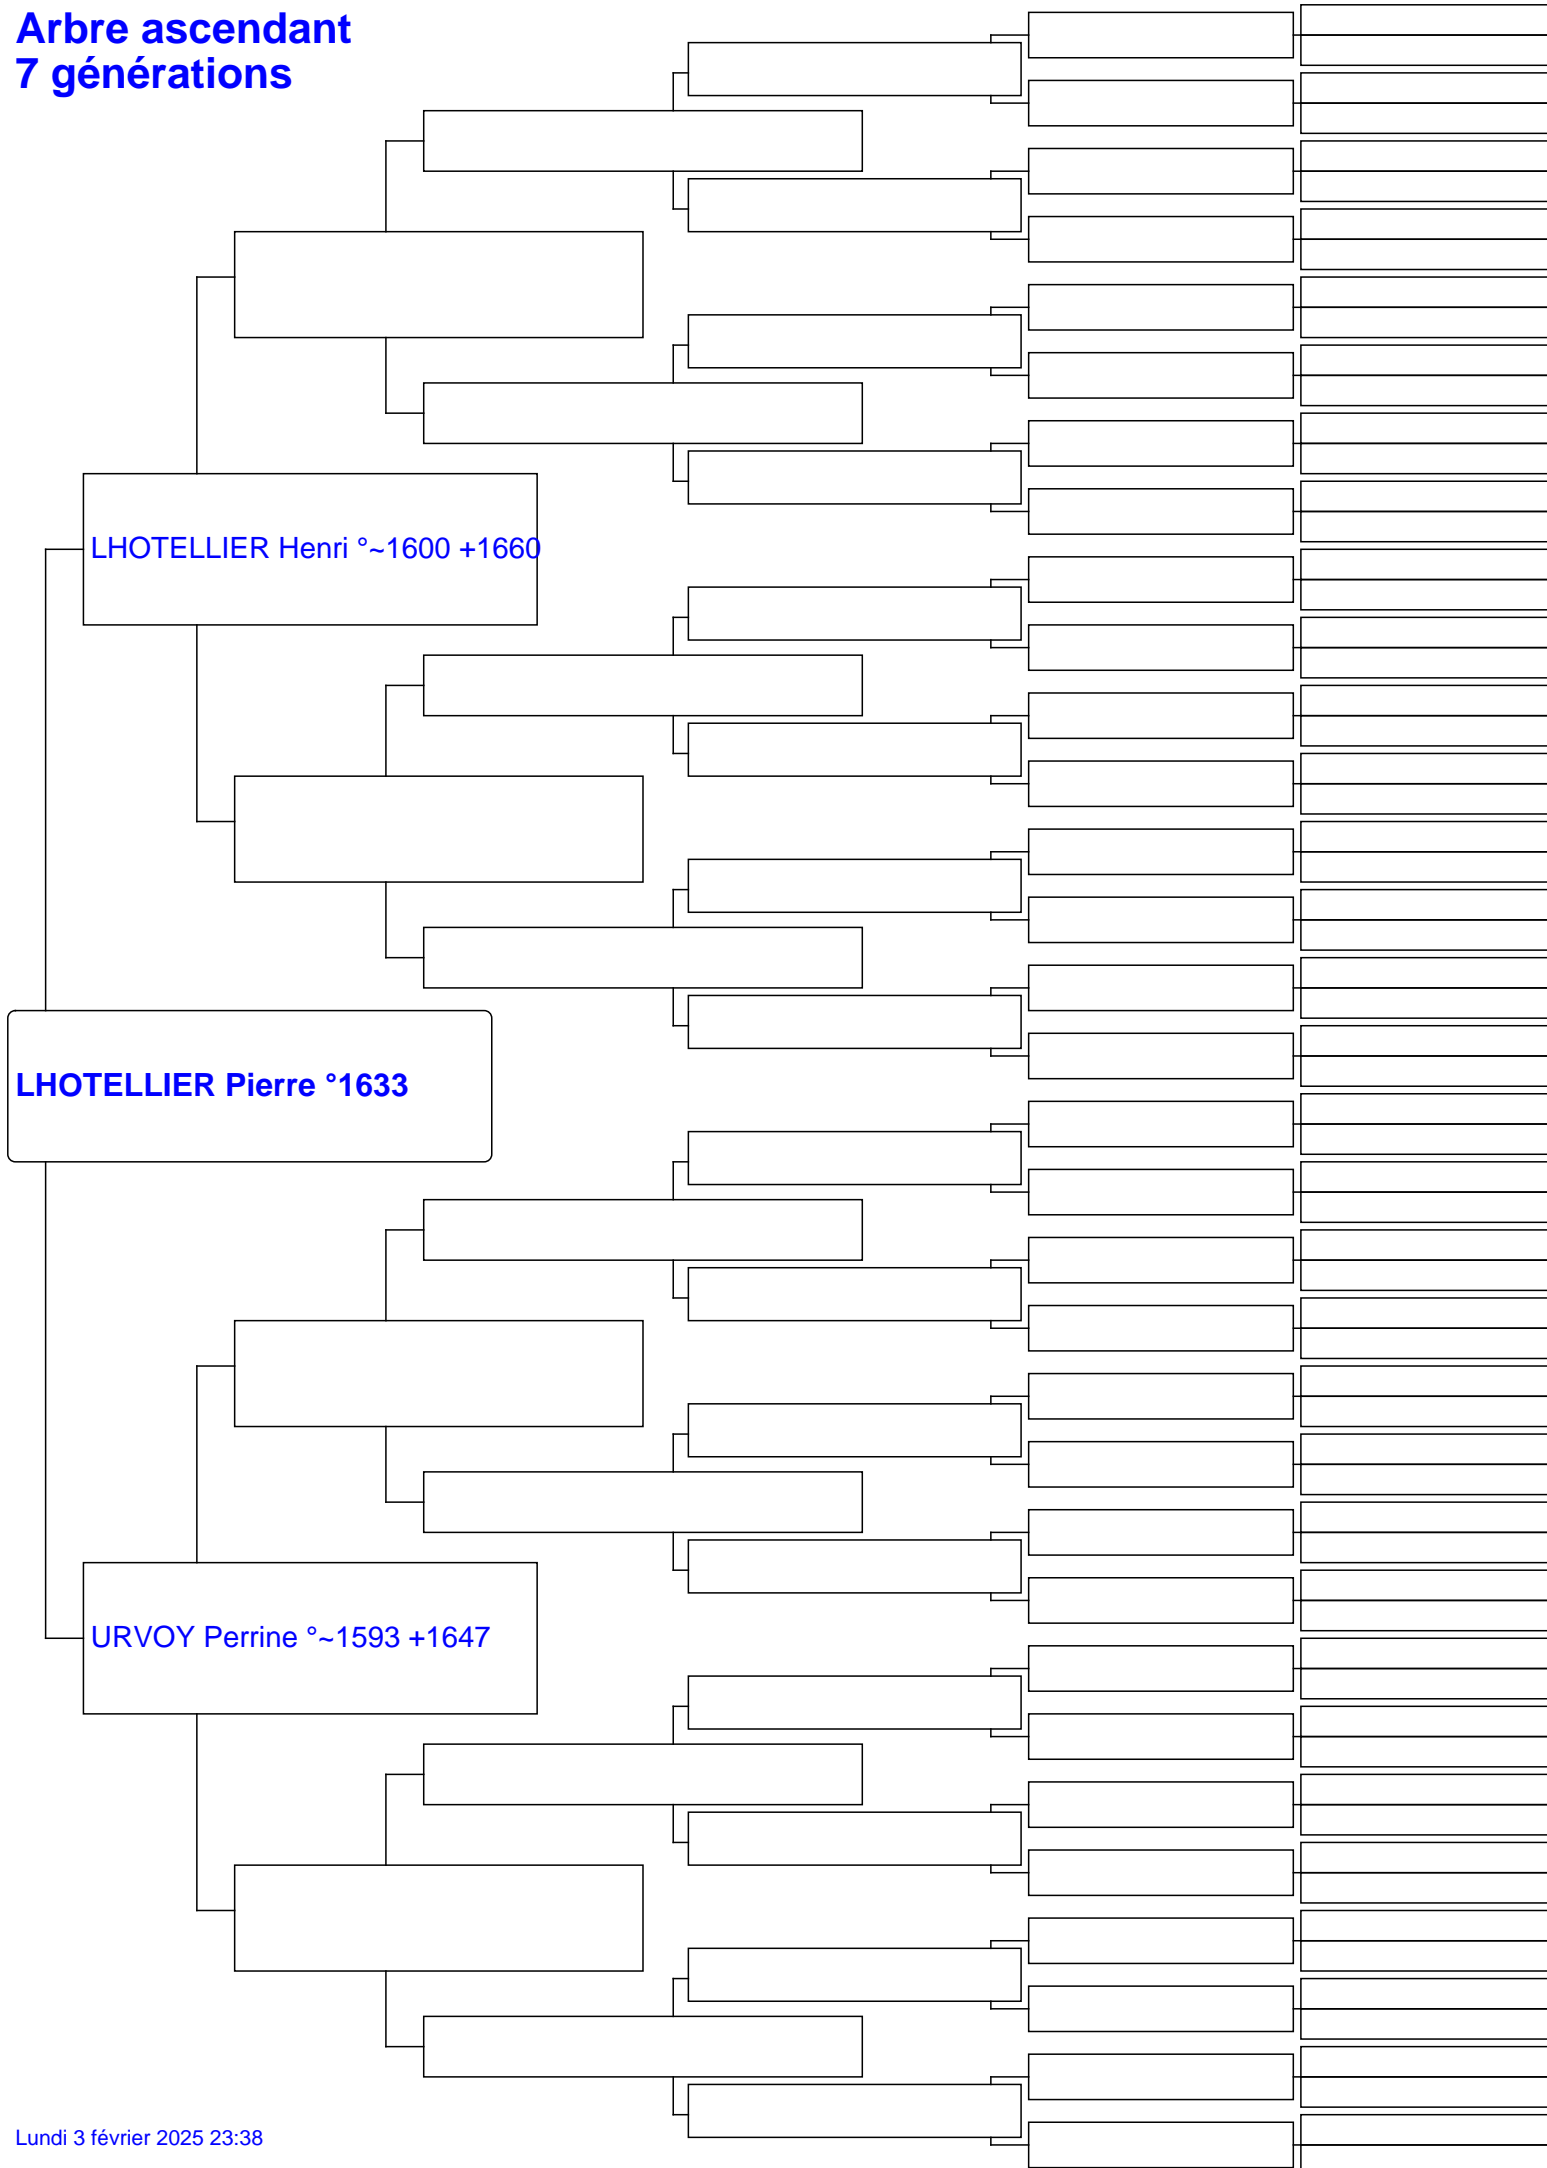 Arbre ascendant
7 générations
LHOTELLIER Henri °~1600 +1660
LHOTELLIER Pierre °1633
URVOY Perrine °~1593 +1647
Lundi 3 février 2025 23:38